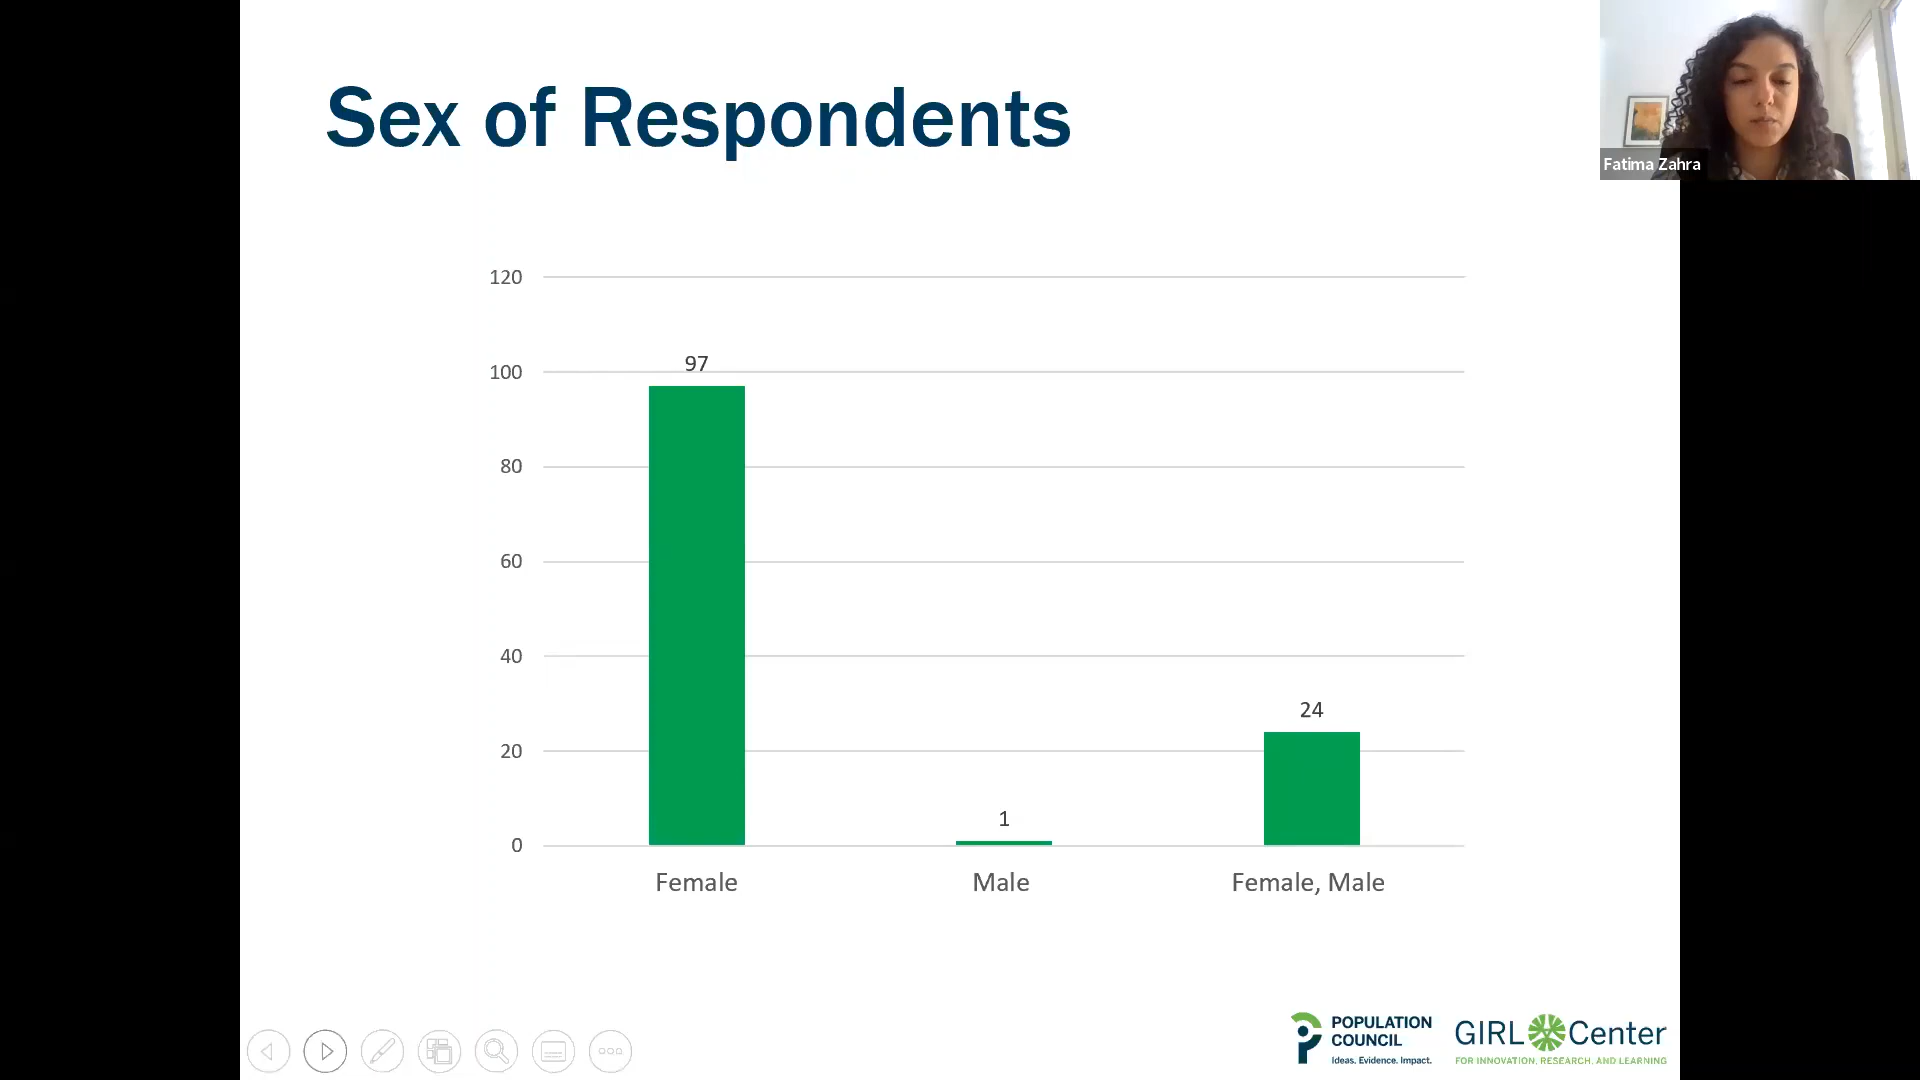 Sex of Respondents
Fatima Zahra
120
100
80
60
40
20
0
97
1
24
Female
Male
Female, Male
POPULATION
COUNCIL
Ideas. Evidence. Impact.
GIRL Center
FOR INNOVATION, RESEARCH, AND LEARNING